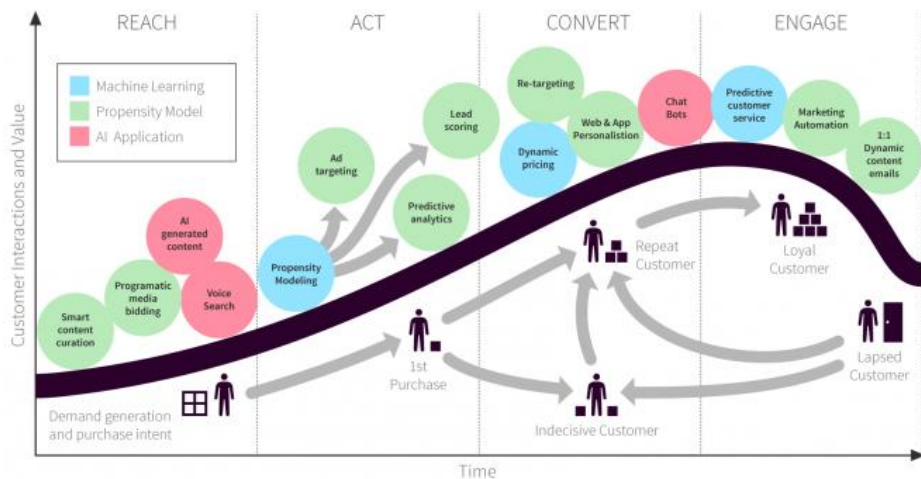 REACH
ACT
CONVERT
ENGAGE
Customer Interactions and Value
Machine Learning
Propensity Model
AI Application
Smart
content
curation
Programatic
media
bidding
AI
generated
content
Voice
Search
Propensity
Modeling
Ad
targeting
Lead
scoring
Predictive
analytics
Re-targeting
Dynamic
pricing
Web & App
Personalistion
Chat
Bots
Predictive
customer
service
Marketing
Automation
1:1
Dynamic
content
emails
Demand generation
and purchase intent
1st
Purchase
Repeat
Customer
Indecisive Customer
Loyal
Customer
Lapsed
Customer
Time